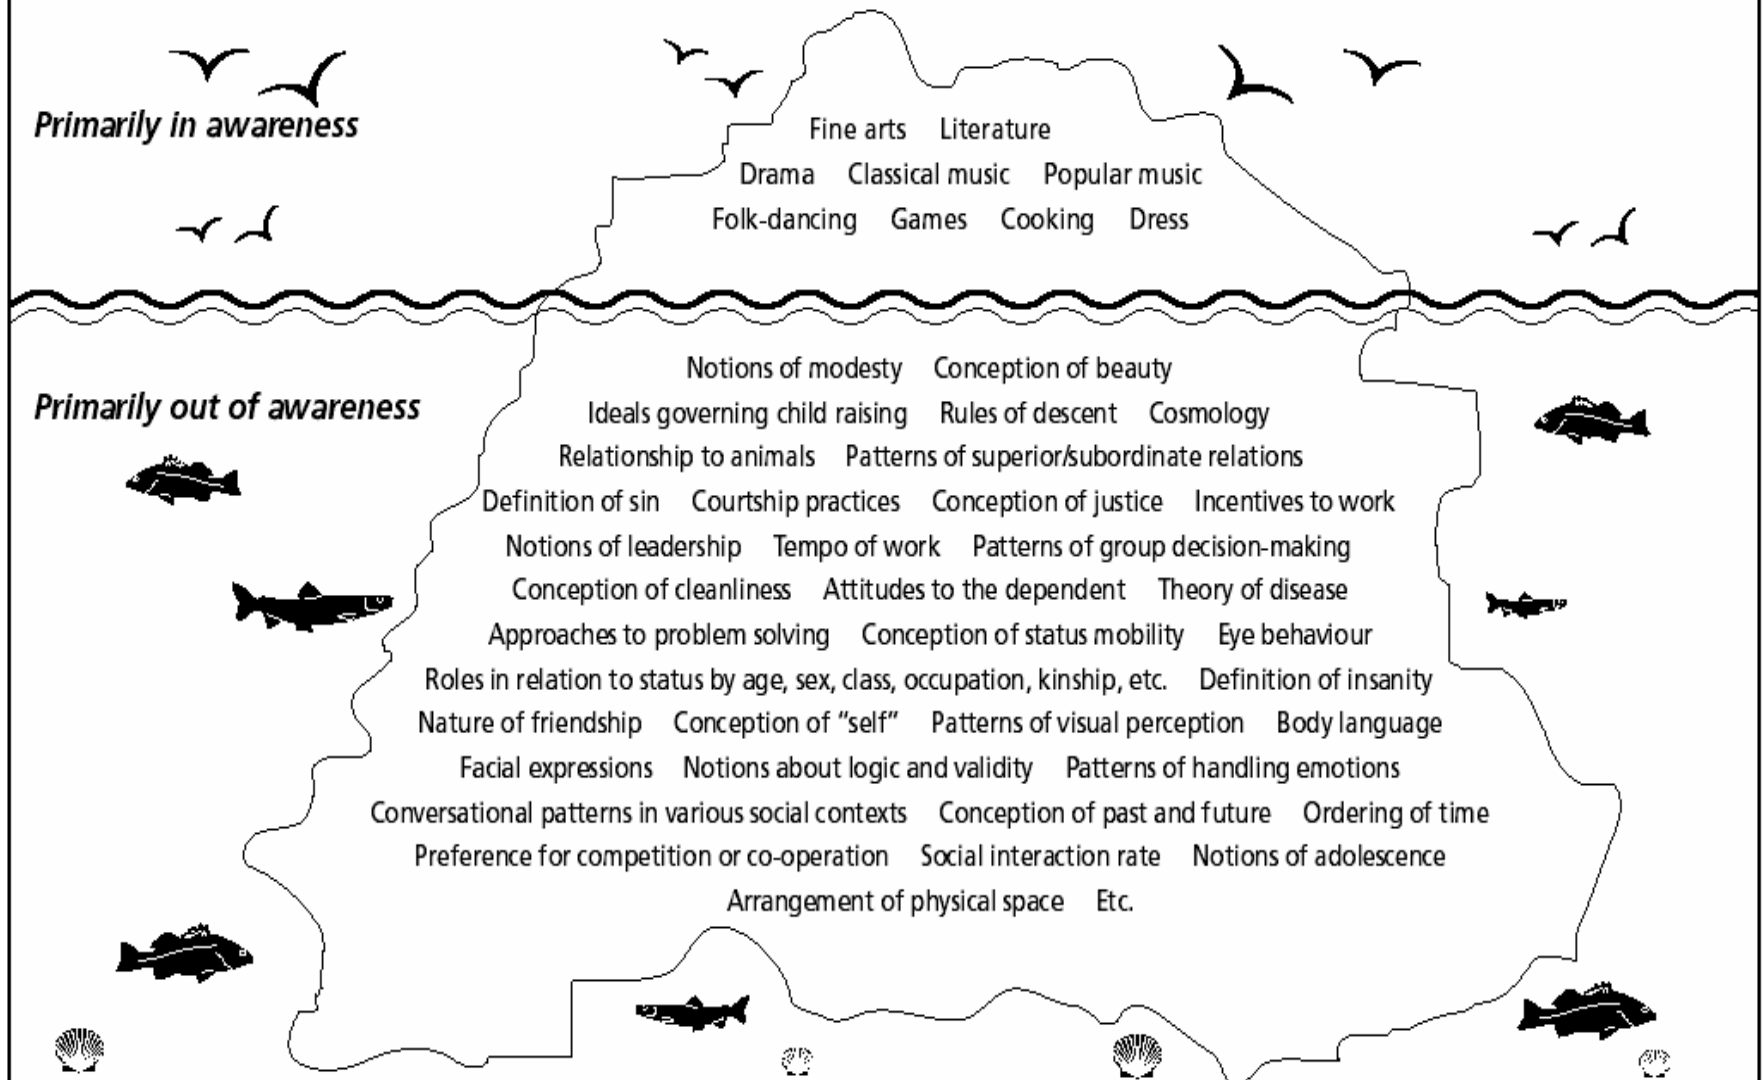 Primarily in awareness
Fine arts Literature
Drama Classical music Popular music
Folk-dancing Games Cooking Dress
Notions of modesty Conception of beauty
Primarily out of awareness
Ideals governing child raising Rules of descent Cosmology
Relationship to animals Patterns of superior/subordinate relations
Definition of sin Courtship practices Conception of justice Incentives to work
Notions of leadership Tempo of work Patterns of group decision-making
Conception of cleanliness Attitudes to the dependent Theory of disease
Approaches to problem solving Conception of status mobility Eye behaviour
Roles in relation to status by age, sex, class, occupation, kinship, etc. Definition of insanity
Nature of friendship Conception of “self” Patterns of visual perception Body language
Facial expressions Notions about logic and validity Patterns of handling emotions
Conversational patterns in various social contexts Conception of past and future Ordering of time
Preference for competition or co-operation Social interaction rate Notions of adolescence
Arrangement of physical space Etc.